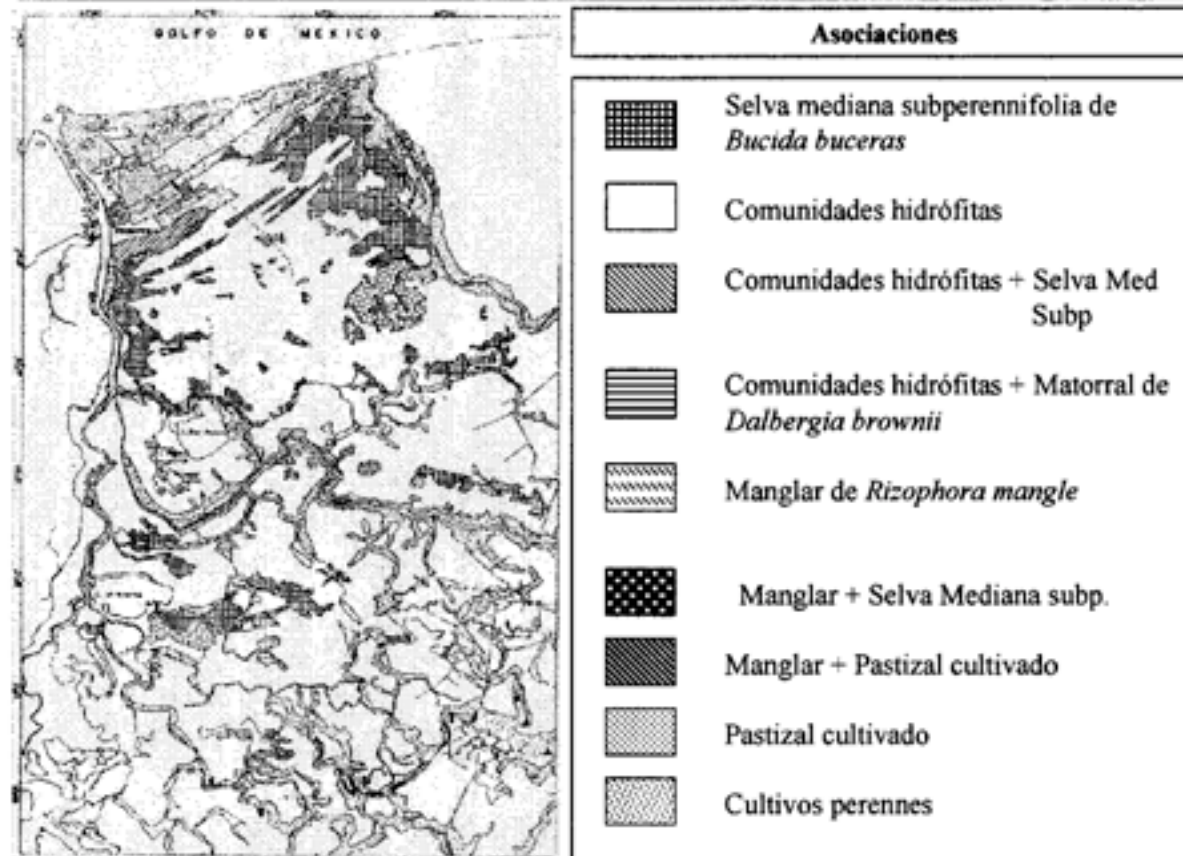 GOLFO DE MEXICO
Asociaciones
Selva mediana subperennifolia de
Bucida buceras
Comunidades hidrófitas
Comunidades hidrófitas + Selva Med
Subp
Comunidades hidrófitas + Matorral de
Dalbergia brownii
Manglar de Rizophora mangle
Manglar + Selva Mediana subp.
Manglar + Pastizal cultivado
Pastizal cultivado
Cultivos perennes